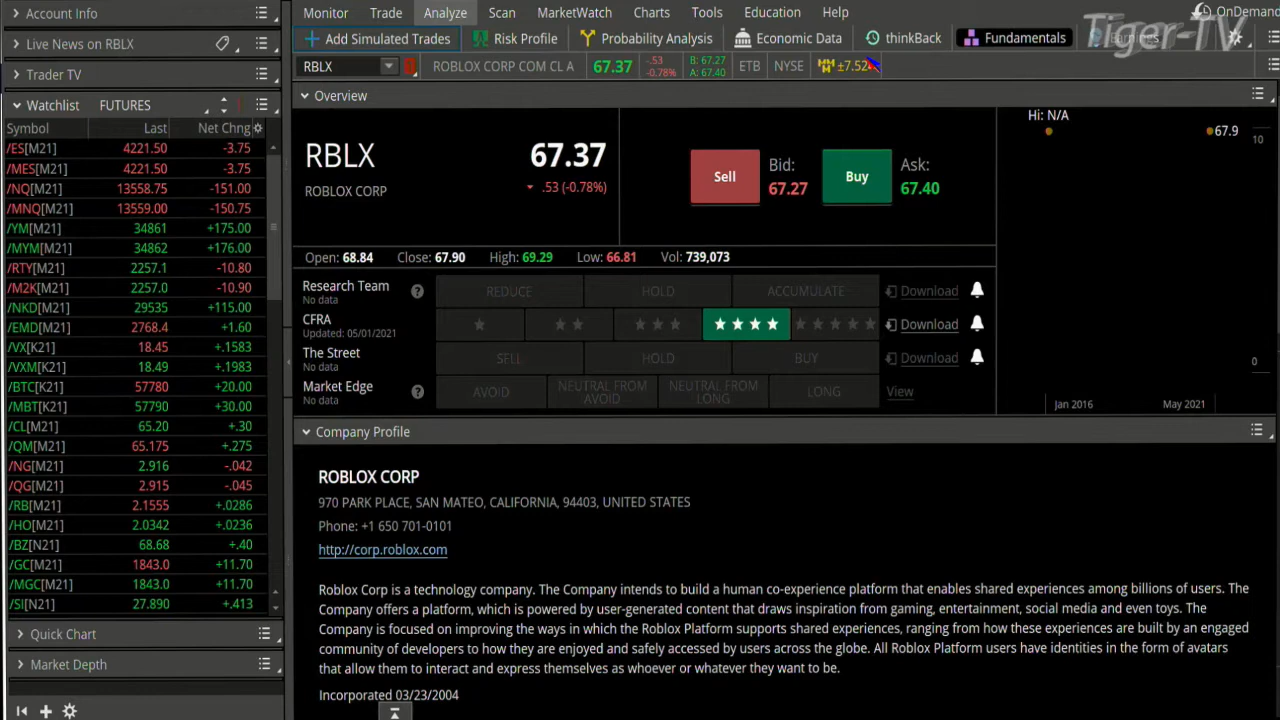 Account Info
Live News on RBLX
Trader TV
Watchlist FUTURES
Symbol Last Net Chng
/ES[M21] 4221.50 -3.75
/MES[M21] 4221.50 -3.75
/NQ[M21] 13558.75 -151.00
/MNQ[M21] 13559.00 -150.75
/YM[M21] 34861 +175.00
/MYM[M21] 34862 +176.00
/RTY[M21] 2257.1 -10.80
/M2K[M21] 2257.0 -10.90
/NKD[M21] 29535 +115.00
/EMD[M21] 2768.4 +1.60
/VX[K21] 18.45 +.1583
/VXM[K21] 18.49 +.1983
/BTC[K21] 57780 +20.00
/MBT[K21] 57790 +30.00
/CL[M21] 65.20 +.30
/QM[M21] 65.175 +.275
/NG[M21] 2.916 -.042
/QG[M21] 2.915 -.045
/RB[M21] 2.1555 +.0286
/HO[M21] 2.0342 +.0236
/BZ[N21] 68.68 +.40
/GC[M21] 1843.0 +11.70
/MGC[M21] 1843.0 +11.70
/SI[N21] 27.890 +.413
Quick Chart
Market Depth
Monitor Trade Analyze Scan MarketWatch Charts Tools Education Help OnDemand
Add Simulated Trades Risk Profile Probability Analysis Economic Data thinkBack Fundamentals Earnings
Tiger-TV
RBLX ROBLOX CORP COM CL A 67.37 -.53 -0.78% B: 67.27 A: 67.40 ETB NYSE ±7.52
Overview
RBLX 67.37
ROBLOX CORP .53 (-0.78%)
Sell Bid: 67.27 Buy Ask: 67.40
Open: 68.84 Close: 67.90 High: 69.29 Low: 66.81 Vol: 739,073
Research Team No data ? REDUCE HOLD ACCUMULATE Download
CFRA Updated: 05/01/2021 Download
The Street No data SELL HOLD BUY Download
Market Edge No data ? AVOID NEUTRAL FROM AVOID NEUTRAL FROM LONG LONG View
Hi: N/A
67.9
10
0
Jan 2016 May 2021
Company Profile
ROBLOX CORP
970 PARK PLACE, SAN MATEO, CALIFORNIA, 94403, UNITED STATES
Phone: +1 650 701-0101
http://corp.roblox.com
Roblox Corp is a technology company. The Company intends to build a human co-experience platform that enables shared experiences among billions of users. The
Company offers a platform, which is powered by user-generated content that draws inspiration from gaming, entertainment, social media and even toys. The
Company is focused on improving the ways in which the Roblox Platform supports shared experiences, ranging from how these experiences are built by an engaged
community of developers to how they are enjoyed and safely accessed by users across the globe. All Roblox Platform users have identities in the form of avatars
that allow them to interact and express themselves as whoever or whatever they want to be.
Incorporated 03/23/2004